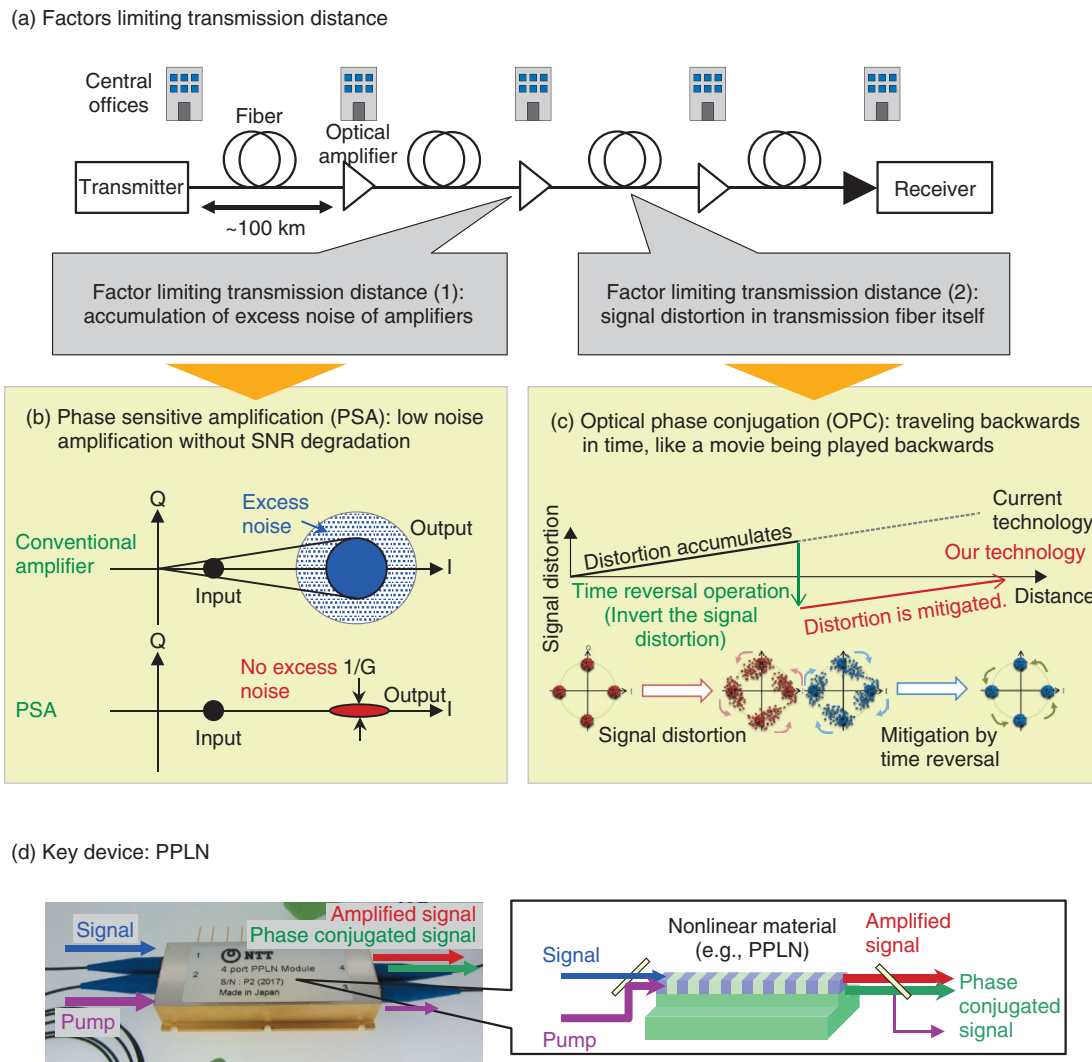 (a) Factors limiting transmission distance
Central
offices
Fiber
Optical
amplifier
Transmitter
Receiver
~100 km
Factor limiting transmission distance (1):
accumulation of excess noise of amplifiers
Factor limiting transmission distance (2):
signal distortion in transmission fiber itself
(b) Phase sensitive amplification (PSA): low noise
amplification without SNR degradation
Q
Excess
noise
Output
Conventional
amplifier
I
Input
Q
No excess
noise
1/G
Output
PSA
I
Input
(c) Optical phase conjugation (OPC): traveling backwards
in time, like a movie being played backwards
Signal distortion
Distortion accumulates
Current
technology
Our technology
Time reversal operation
(Invert the signal
distortion)
Distortion is mitigated.
Distance
Q
I
Signal distortion
Mitigation by
time reversal
(d) Key device: PPLN
Signal
Pump
Amplified signal
Phase conjugated signal
1
2
NTT
4 port PPLN Module
S/N : P2 (2017)
Made in Japan
4
3
Nonlinear material
(e.g., PPLN)
Signal
Pump
Amplified
signal
Phase
conjugated
signal